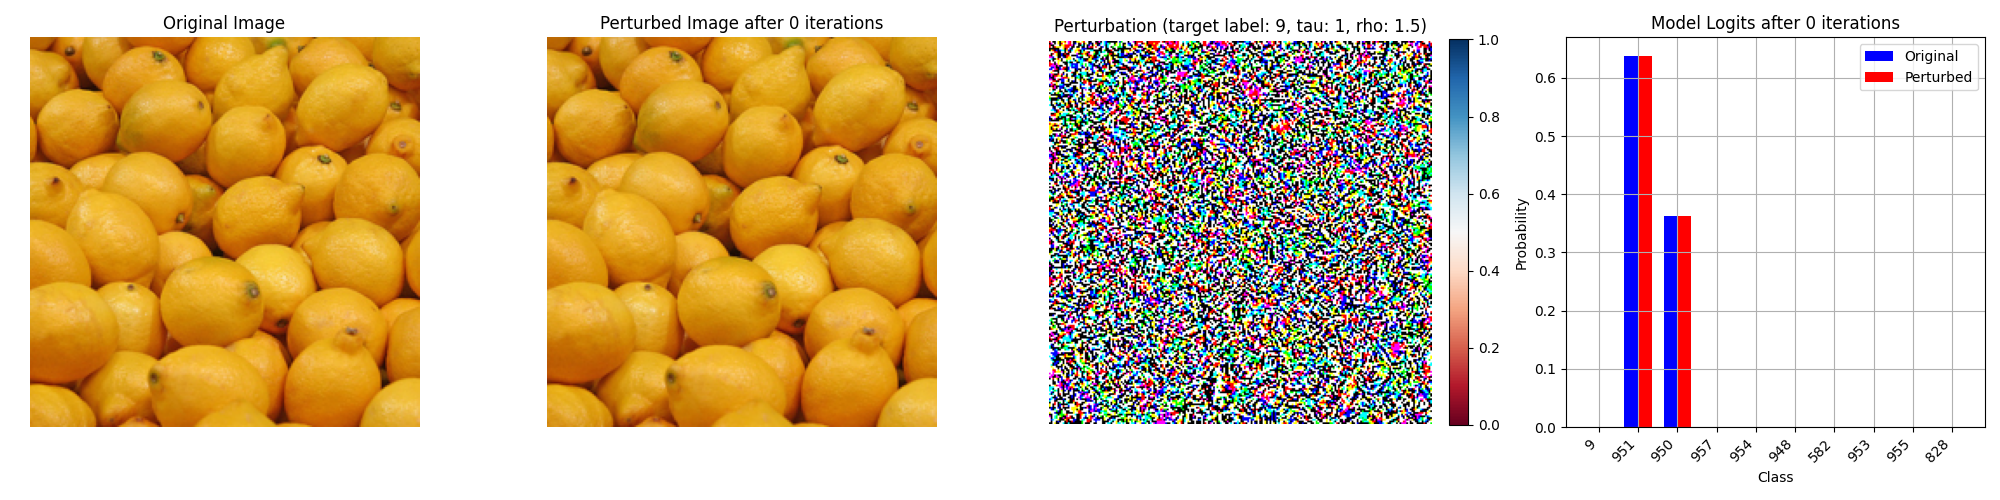 Original Image
Perturbed Image after 0 iterations
Perturbation (target label: 9, tau: 1, rho: 1.5)
1.0
0.8
0.6
0.4
0.2
0.0
Model Logits after 0 iterations
Original
Perturbed
Probability
0.6
0.5
0.4
0.3
0.2
0.1
0.0
9
951
950
957
954
948
582
953
955
828
Class